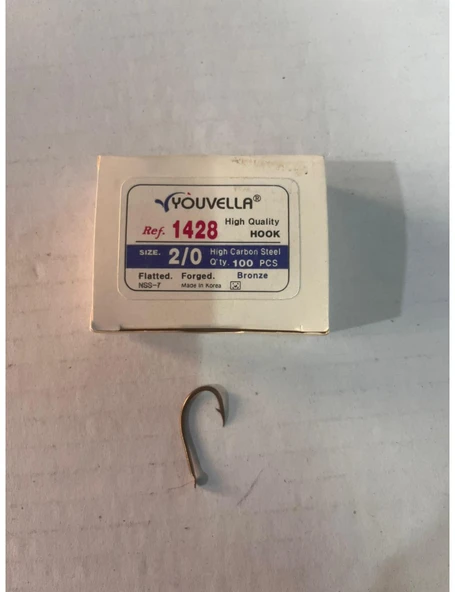 YOUVELLA®
Ref. 1428 High Quality HOOK
SIZE. 2/0 High Carbon Steel
Q'ty. 100 PCS
Flatted. Forged. Bronze
NSS-7 Made in Korea